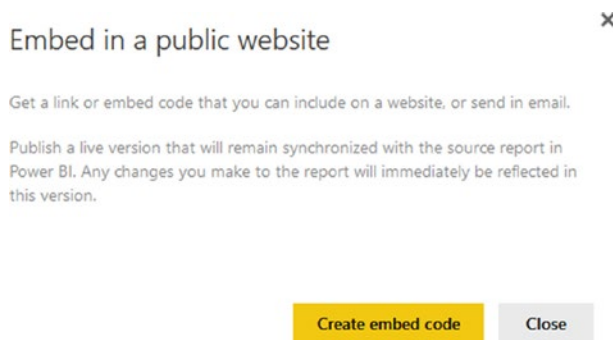 Embed in a public website
Get a link or embed code that you can include on a website, or send in email.
Publish a live version that will remain synchronized with the source report in
Power BI. Any changes you make to the report will immediately be reflected in
this version.
Create embed code Close